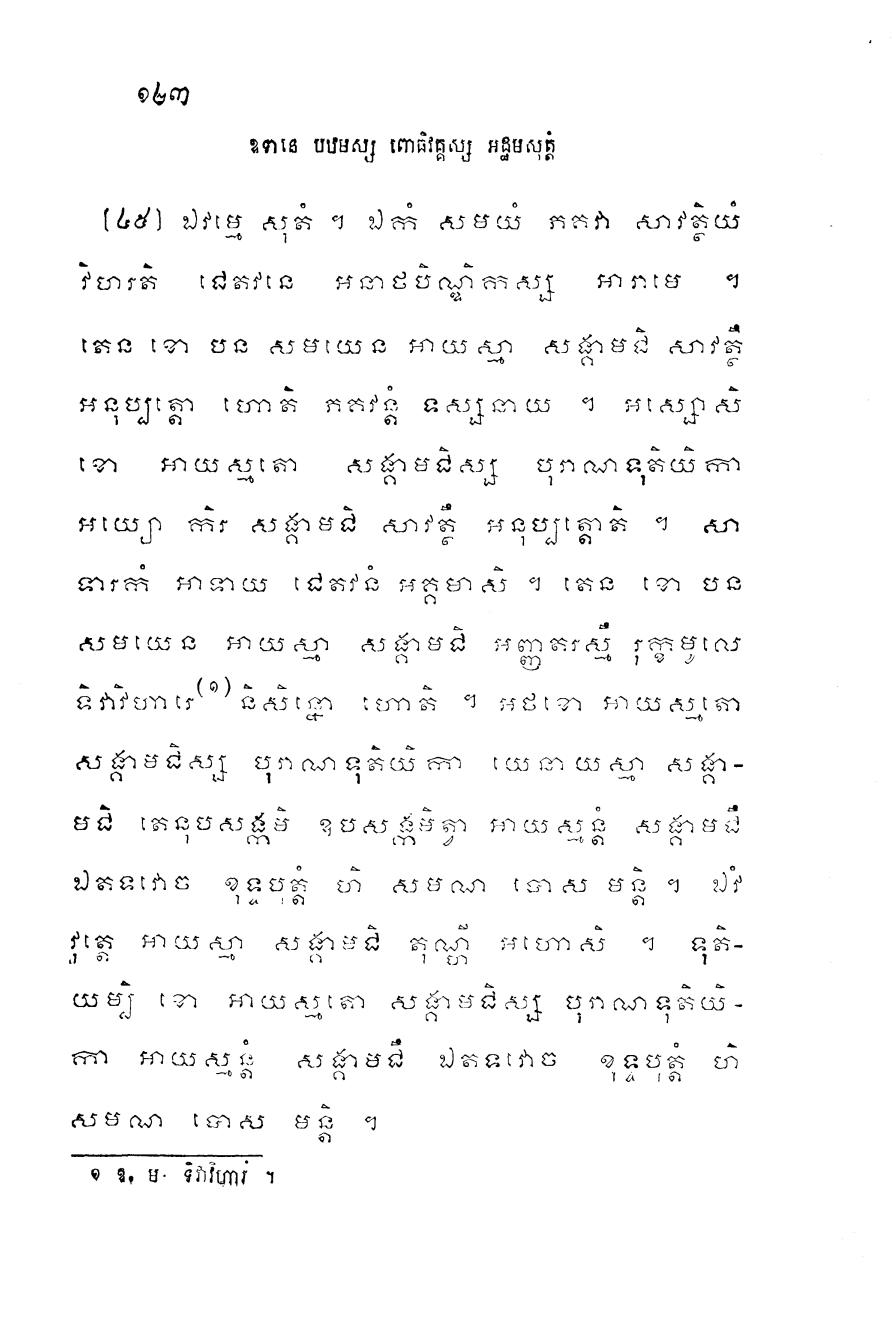 ១៤៣
ឧទានេ បឋមស្ស ពោធិវគ្គស្ស អដ្ឋមសុត្តំ
(៤៥) ឯវម្មេ សុតំ ។ ឯកំ សមយំ ភគវា សាវត្ថិយំ
វិហរតិ ជេតវនេ អនាថបិណ្ឌិកស្ស អារាមេ ។
តេន ខោ បន សមយេន អាយស្មា សង្គាមជិ សាវត្ថឹ
អនុប្បត្តោ ហោតិ ភគវន្តំ ទស្សនាយ ។ អស្សោសិ
ខោ អាយស្មតោ សង្គាមជិស្ស បុរាណទុតិយិកា
អយ្យោ កិរ សង្គាមជិ សាវត្ថឹ អនុប្បត្តោតិ ។ សា
ទារកំ អាទាយ ជេតវនំ អគ្គមាសិ ។ តេន ខោ បន
សមយេន អាយស្មា សង្គាមជិ អញ្ញតរស្មឹ រុក្ខមូលេ
ទិវាវិហារេ(១) និសិន្នោ ហោតិ ។ អថខោ អាយស្មតោ
សង្គាមជិស្ស បុរាណទុតិយិកា យេនាយស្មា សង្គា-
មជិ តេនុបសង្កមិ ឧបសង្កមិត្វា អាយស្មន្តំ សង្គាមជឹ
ឯតទវោច ខុទ្ទបុត្តំ ហិ សមណ បោស មន្តិ ។ ឯវំ
វុត្តេ អាយស្មា សង្គាមជិ តុណ្ហី អហោសិ ។ ទុតិ-
យម្បិ ខោ អាយស្មតោ សង្គាមជិស្ស បុរាណទុតិយិ-
កា អាយស្មន្តំ សង្គាមជឹ ឯតទវោច ខុទ្ទបុត្តំ ហិ
សមណ បោស មន្តិ ។
១ ឱ. ម. ទិវាវិហារំ ។